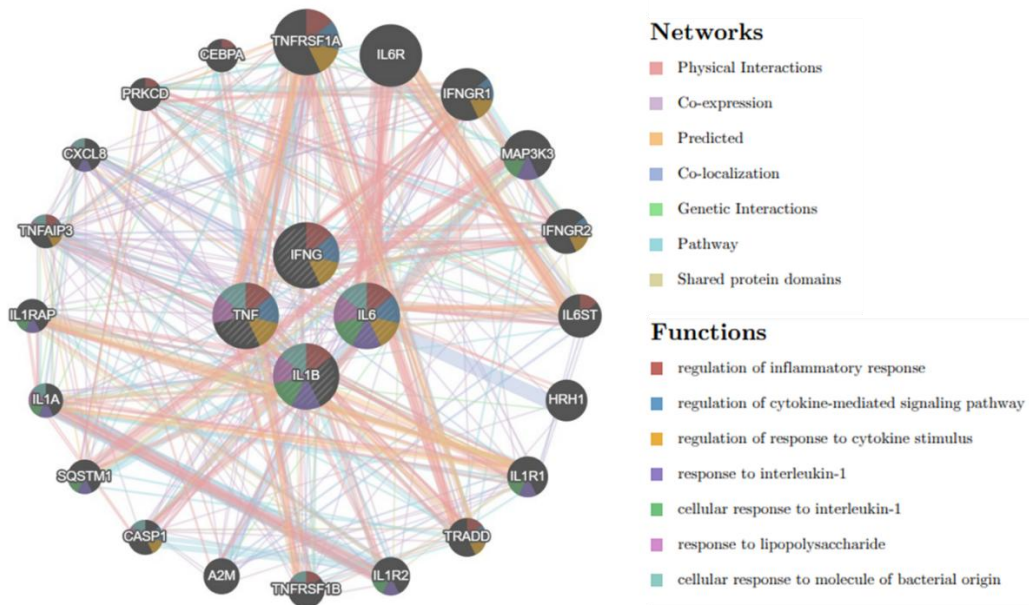 TNFRSF1A
IL6R
CEBPA
IFNGR1
PRKCD
CXCL8
MAP3K3
TNFAIP3
IFNGR2
IFNG
IL1RAP
TNF
IL6
IL6ST
IL1B
IL1A
HRH1
SQSTM1
IL1R1
CASP1
TRADD
A2M
TNFRSF1B
IL1R2
Networks
Physical Interactions
Co-expression
Predicted
Co-localization
Genetic Interactions
Pathway
Shared protein domains
Functions
regulation of inflammatory response
regulation of cytokine-mediated signaling pathway
regulation of response to cytokine stimulus
response to interleukin-1
cellular response to interleukin-1
response to lipopolysaccharide
cellular response to molecule of bacterial origin